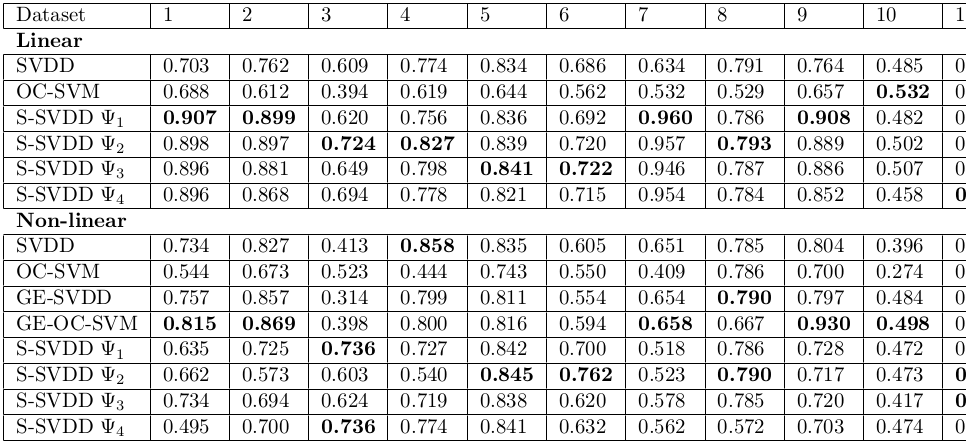 Dataset 1 2 3 4 5 6 7 8 9 10 1
Linear
SVDD 0.703 0.762 0.609 0.774 0.834 0.686 0.634 0.791 0.764 0.485 0
OC-SVM 0.688 0.612 0.394 0.619 0.644 0.562 0.532 0.529 0.657 0.532 0
S-SVDD Ψ₁ 0.907 0.899 0.620 0.756 0.836 0.692 0.960 0.786 0.908 0.482 0
S-SVDD Ψ₂ 0.898 0.897 0.724 0.827 0.839 0.720 0.957 0.793 0.889 0.502 0
S-SVDD Ψ₃ 0.896 0.881 0.649 0.798 0.841 0.722 0.946 0.787 0.886 0.507 0
S-SVDD Ψ₄ 0.896 0.868 0.694 0.778 0.821 0.715 0.954 0.784 0.852 0.458 0
Non-linear
SVDD 0.734 0.827 0.413 0.858 0.835 0.605 0.651 0.785 0.804 0.396 0
OC-SVM 0.544 0.673 0.523 0.444 0.743 0.550 0.409 0.786 0.700 0.274 0
GE-SVDD 0.757 0.857 0.314 0.799 0.811 0.554 0.654 0.790 0.797 0.484 0
GE-OC-SVM 0.815 0.869 0.398 0.800 0.816 0.594 0.658 0.667 0.930 0.498 0
S-SVDD Ψ₁ 0.635 0.725 0.736 0.727 0.842 0.700 0.518 0.786 0.728 0.472 0
S-SVDD Ψ₂ 0.662 0.573 0.603 0.540 0.845 0.762 0.523 0.790 0.717 0.473 0
S-SVDD Ψ₃ 0.734 0.694 0.624 0.719 0.838 0.620 0.578 0.785 0.720 0.417 0
S-SVDD Ψ₄ 0.495 0.700 0.736 0.774 0.841 0.632 0.562 0.572 0.703 0.474 0